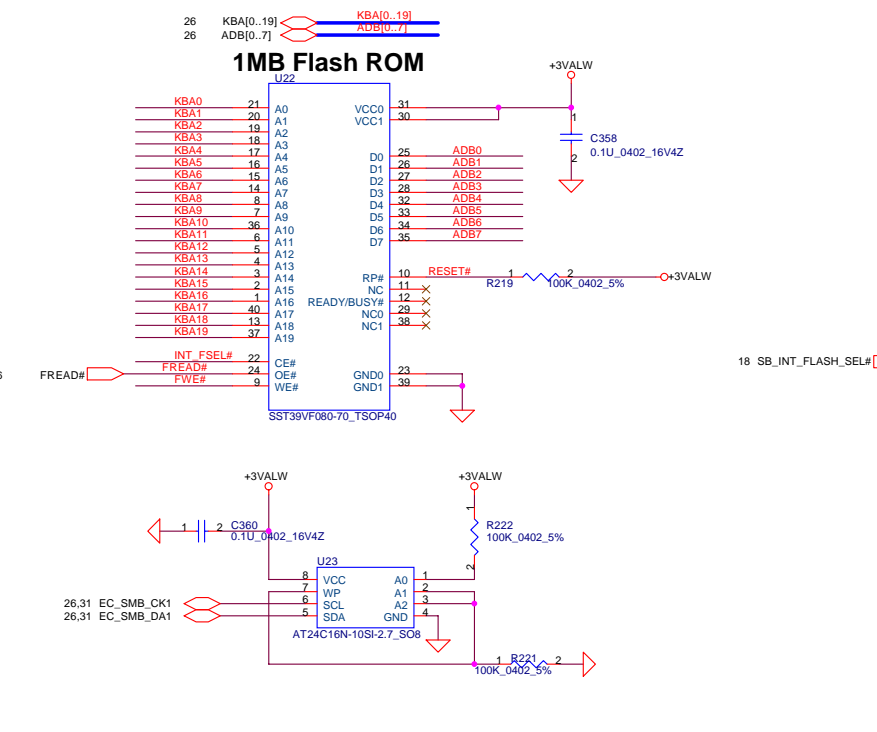 26 KBA[0..19] KBA[0..19]
26 ADB[0..7] ADB[0..7]
1MB Flash ROM
U22
+3VALW
KBA0 21 A0 VCC0 31
KBA1 20 A1 VCC1 30
KBA2 19 A2
KBA3 18 A3
KBA4 17 A4 D0 25 ADB0
KBA5 16 A5 D1 26 ADB1
KBA6 15 A6 D2 27 ADB2
KBA7 14 A7 D3 28 ADB3
KBA8 8 A8 D4 32 ADB4
KBA9 7 A9 D5 33 ADB5
KBA10 36 A10 D6 34 ADB6
KBA11 6 A11 D7 35 ADB7
KBA12 5 A12
KBA13 4 A13
KBA14 3 A14 RP# 10 RESET# 1 2 +3VALW
R219 100K_0402_5%
KBA15 2 A15 NC 11
KBA16 1 A16 READY/BUSY# 12
KBA17 40 A17 NC0 29
KBA18 13 A18 NC1 38
KBA19 37 A19
1
C358
0.1U_0402_16V4Z
2
INT_FSEL# 22 CE#
FREAD# FREAD# 24 OE# GND0 23
FWE# 9 WE# GND1 39
SST39VF080-70_TSOP40
18 SB_INT_FLASH_SEL#
+3VALW
+3VALW
1 2 C360
0.1U_0402_16V4Z
1
R222
100K_0402_5%
2
U23
8 VCC A0 1
7 WP A1 2
26,31 EC_SMB_CK1 6 SCL A2 3
26,31 EC_SMB_DA1 5 SDA GND 4
AT24C16N-10SI-2.7_SO8
1 R221 2
100K_0402_5%